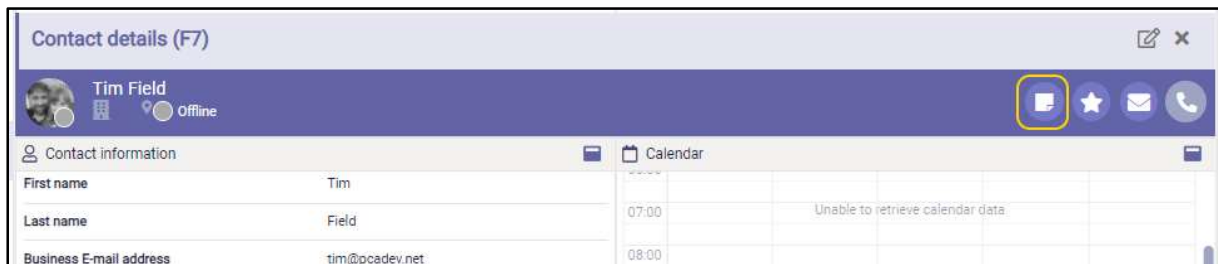 Contact details (F7)
Tim Field
Offline
Contact information
First name Tim
Last name Field
Business E-mail address tim@pcadev.net
Calendar
07:00 Unable to retrieve calendar data
08:00